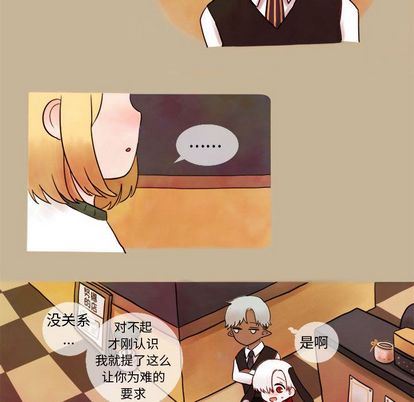 ……
没关系
…
对不起
才刚认识
我就提了这么
让你为难的
要求
是啊